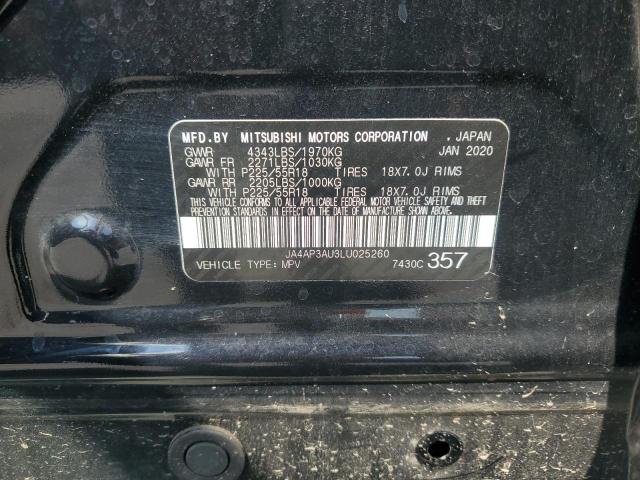 MFD.BY MITSUBISHI MOTORS CORPORATION , JAPAN
GVWR 4343LBS/1970KG JAN 2020
GAWR FR 2271LBS/1030KG
WITH P225/55R18 TIRES 18X7.0J RIMS
GAWR RR 2205LBS/1000KG
WITH P225/55R18 TIRES 18X7.0J RIMS
THIS VEHICLE CONFORMS TO ALL APPLICABLE FEDERAL MOTOR VEHICLE SAFETY AND THEFT
PREVENTION STANDARDS IN EFFECT ON THE DATE OF MANUFACTURE SHOWN ABOVE.
JA4AP3AU3LU025260
VEHICLE TYPE: MPV 7430C 357